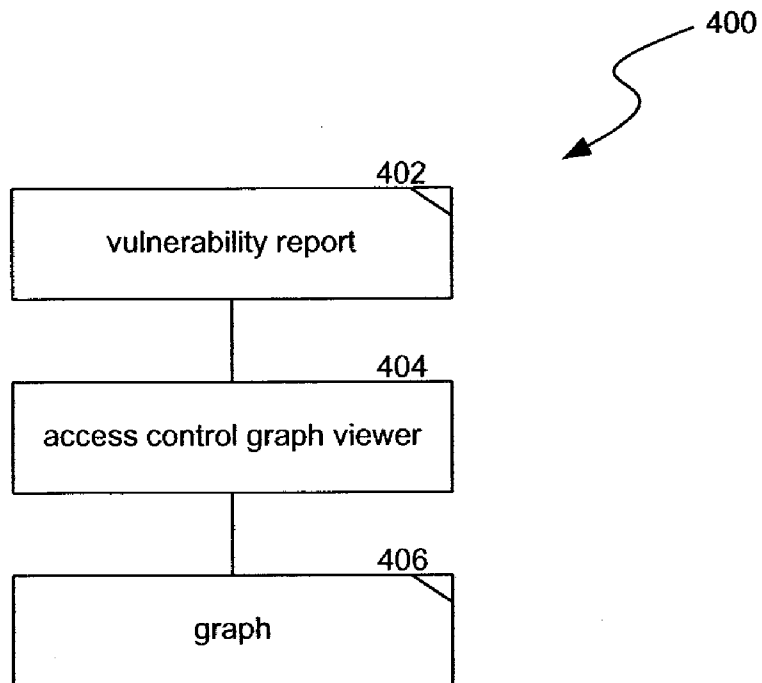 400
402
vulnerability report
404
access control graph viewer
406
graph